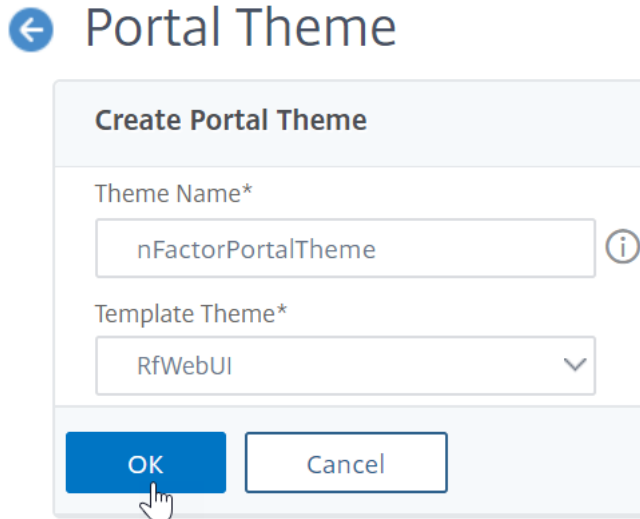 Portal Theme
Create Portal Theme
Theme Name*
nFactorPortalTheme
Template Theme*
RfWebUI
OK
Cancel